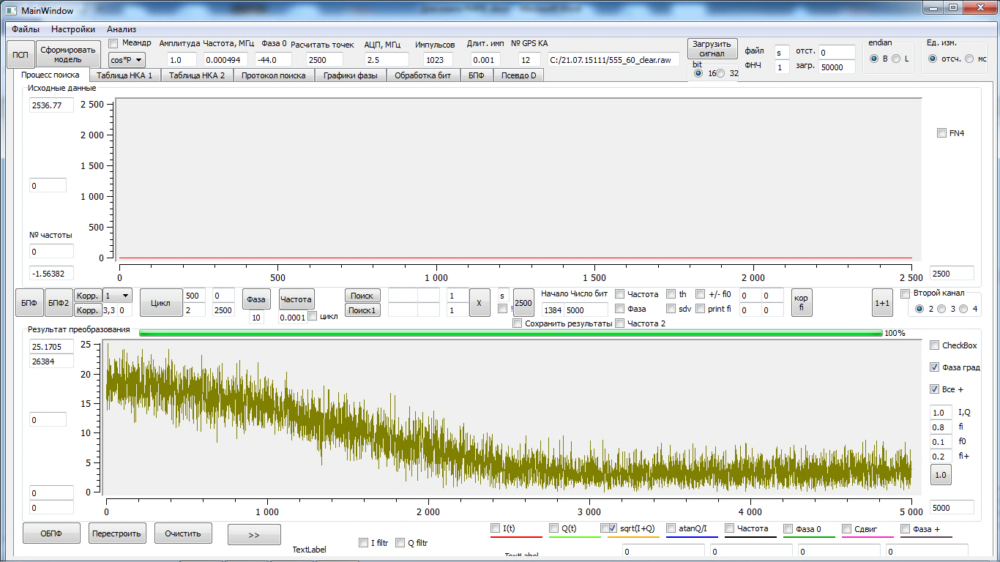 MainWindow
Файлы Настройки Анализ
ПСП Сформировать модель Меандр Амплитуда Частота, МГц Фаза 0 Расчитать точек АЦП, МГц Импульсов Длит. имп № GPS КА Загрузить сигнал файл s отст. 0 endian Ед. изм.
cos*P 1.0 0.000494 -44.0 2500 2.5 1023 0.001 12 C:/21.07.15111/555_60_clear.raw bit 16 32 ФНЧ 1 загр. 50000 B L отсч. мс
Процесс поиска Таблица НКА 1 Таблица НКА 2 Протокол поиска Графики фазы Обработка бит БПФ Псевдо D
Исходные данные
2536.77 2 500
2 000 FN4
1 500
0
1 000
500
№ частоты
0 0
-1.56382 0 500 1 000 1 500 2 000 2 500 2500
БПФ БПФ2 Корр. 1 Цикл 500 0 Фаза Частота Поиск 1 X s 2500 Начало Число бит Частота th +/- fi0 0 0 кор fi 1+1 Второй канал
Корр. 3,3 0 2 2500 10 0.0001 цикл Поиск1 1 ! 1384 5000 Фаза sdv print fi 0 0 2 3 4
Сохранить результаты Частота 2
Результат преобразования 100%
25.1705 25 CheckBox
26384
20 Фаза град
15 Все +
0 10 1.0 I,Q
0.8 fi
0.1 f0
5 0.2 fi+
1.0
0 0
0 0 1 000 2 000 3 000 4 000 5 000 5000
ОБПФ Перестроить Очистить >> I(t) Q(t) sqrt(I+Q) atanQ/I Частота Фаза 0 Сдвиг Фаза +
TextLabel I filtr Q filtr
TextLabel 0 0 0 0